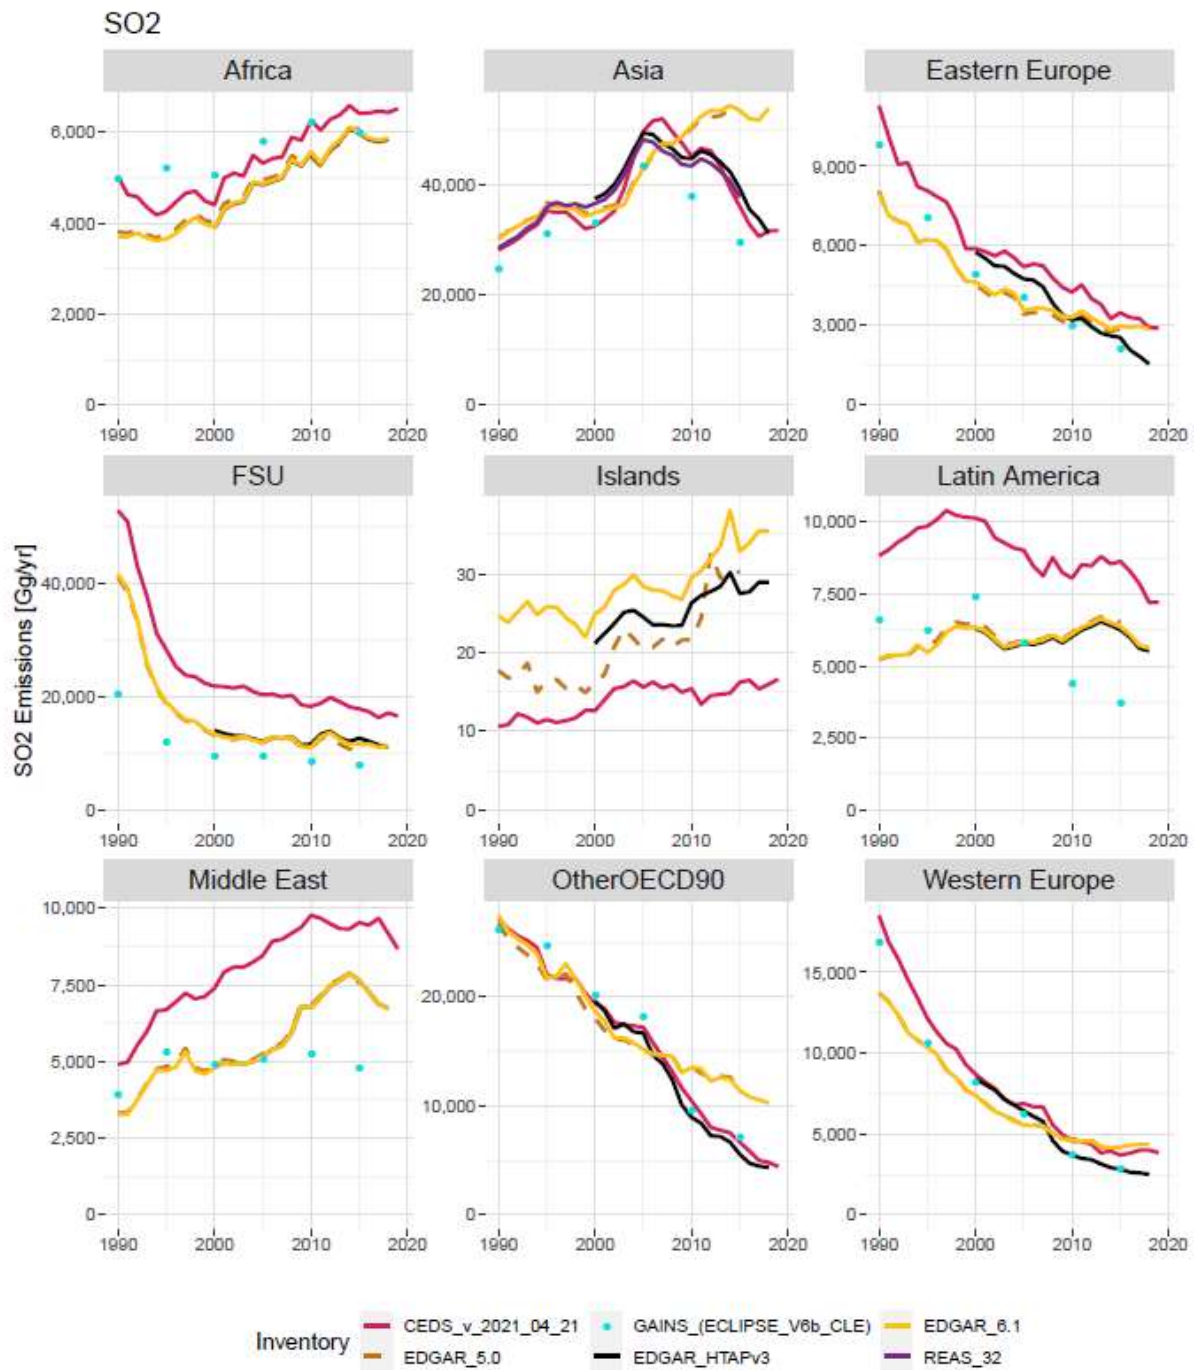 SO2
Africa
Asia
Eastern Europe
6,000
4,000
2,000
0
1990 2000 2010 2020
40,000
20,000
0
1990 2000 2010 2020
9,000
6,000
3,000
0
1990 2000 2010 2020
FSU
Islands
Latin America
SO2 Emissions [Gg/yr]
40,000
20,000
0
1990 2000 2010 2020
30
20
10
0
1990 2000 2010 2020
10,000
7,500
5,000
2,500
0
1990 2000 2010 2020
Middle East
OtherOECD90
Western Europe
10,000
7,500
5,000
2,500
0
1990 2000 2010 2020
20,000
10,000
0
1990 2000 2010 2020
15,000
10,000
5,000
0
1990 2000 2010 2020
Inventory
CEDS_v_2021_04_21
GAINS_(ECLIPSE_V6b_CLE)
EDGAR_6.1
EDGAR_5.0
EDGAR_HTAPv3
REAS_32